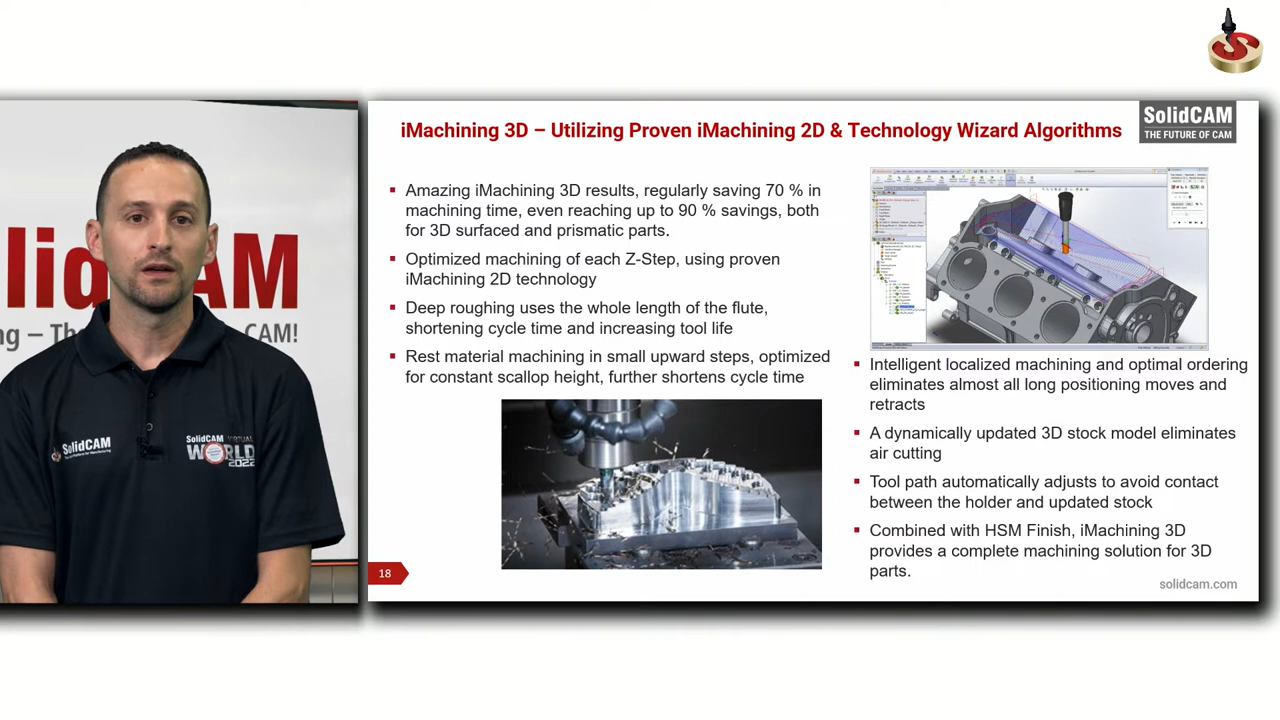 lidCAM
ng – Th
CAM!
SolidCAM
SolidCAM VIRTUAL
WORLD
2022
iMachining 3D – Utilizing Proven iMachining 2D & Technology Wizard Algorithms
SolidCAM
THE FUTURE OF CAM
▪ Amazing iMachining 3D results, regularly saving 70 % in
machining time, even reaching up to 90 % savings, both
for 3D surfaced and prismatic parts.
▪ Optimized machining of each Z-Step, using proven
iMachining 2D technology
▪ Deep roughing uses the whole length of the flute,
shortening cycle time and increasing tool life
▪ Rest material machining in small upward steps, optimized
for constant scallop height, further shortens cycle time
▪ Intelligent localized machining and optimal ordering
eliminates almost all long positioning moves and
retracts
▪ A dynamically updated 3D stock model eliminates
air cutting
▪ Tool path automatically adjusts to avoid contact
between the holder and updated stock
▪ Combined with HSM Finish, iMachining 3D
provides a complete machining solution for 3D
parts.
18
solidcam.com